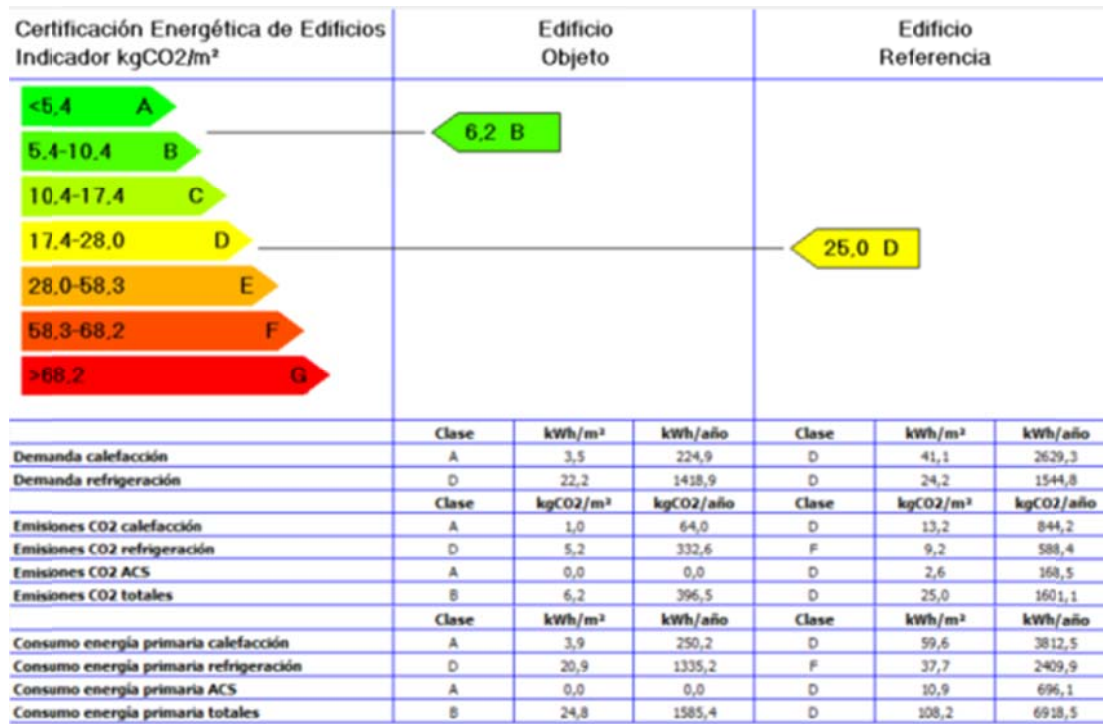 Certificación Energética de Edificios
Indicador kgCO2/m²
Edificio
Objeto
Edificio
Referencia
<5,4 A
5,4-10,4 B
10,4-17,4 C
17,4-28,0 D
28,0-58,3 E
58,3-68,2 F
>68,2 G
6,2 B
25,0 D
Clase kWh/m² kWh/año Clase kWh/m² kWh/año
Demanda calefacción A 3,5 224,9 D 41,1 2629,3
Demanda refrigeración D 22,2 1418,9 D 24,2 1544,8
Clase kgCO2/m² kgCO2/año Clase kgCO2/m² kgCO2/año
Emisiones CO2 calefacción A 1,0 64,0 D 13,2 844,2
Emisiones CO2 refrigeración D 5,2 332,6 F 9,2 588,4
Emisiones CO2 ACS A 0,0 0,0 D 2,6 168,5
Emisiones CO2 totales B 6,2 396,5 D 25,0 1601,1
Clase kWh/m² kWh/año Clase kWh/m² kWh/año
Consumo energía primaria calefacción A 3,9 250,2 D 59,6 3812,5
Consumo energía primaria refrigeración D 20,9 1335,2 F 37,7 2409,9
Consumo energía primaria ACS A 0,0 0,0 D 10,9 696,1
Consumo energía primaria totales B 24,8 1585,4 D 108,2 6918,5